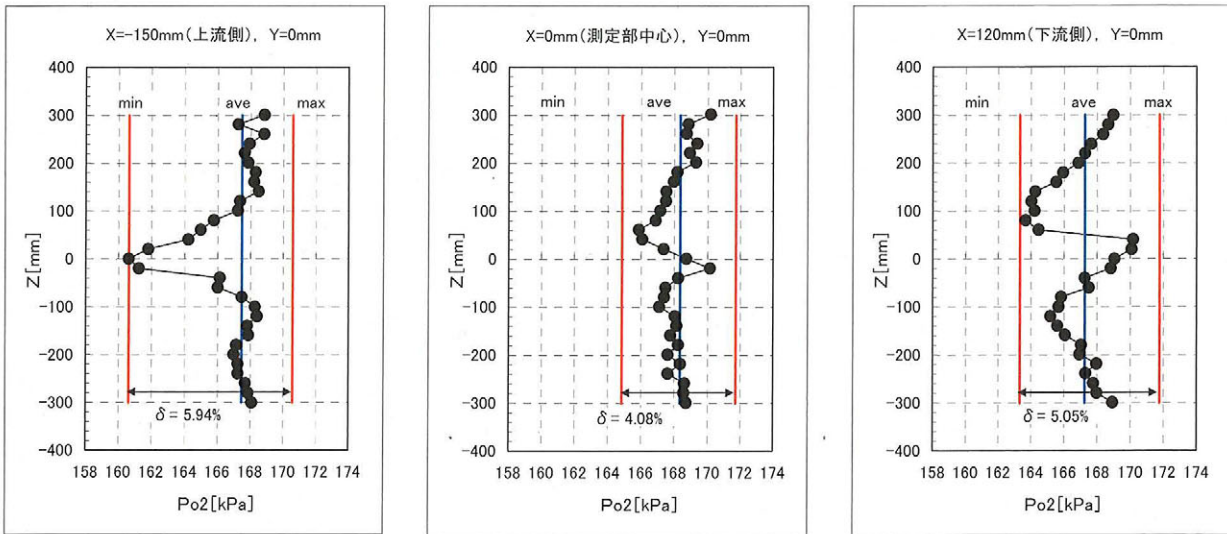 X=-150mm(上流側), Y=0mm
400
300
200
100
0
-100
-200
-300
-400
Z[mm]
min
ave
max
δ = 5.94%
158 160 162 164 166 168 170 172 174
Po2[kPa]
X=0mm(測定部中心), Y=0mm
400
300
200
100
0
-100
-200
-300
-400
Z[mm]
min
ave
max
δ = 4.08%
158 160 162 164 166 168 170 172 174
Po2[kPa]
X=120mm(下流側), Y=0mm
400
300
200
100
0
-100
-200
-300
-400
Z[mm]
min
ave
max
δ = 5.05%
158 160 162 164 166 168 170 172 174
Po2[kPa]